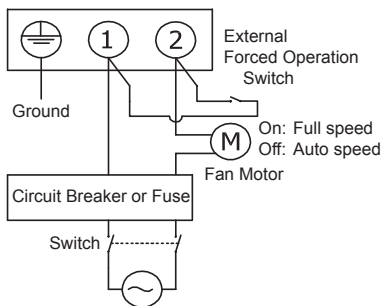 1
2
External
Forced Operation
Switch
Ground
M
On: Full speed
Off: Auto speed
Fan Motor
Circuit Breaker or Fuse
Switch